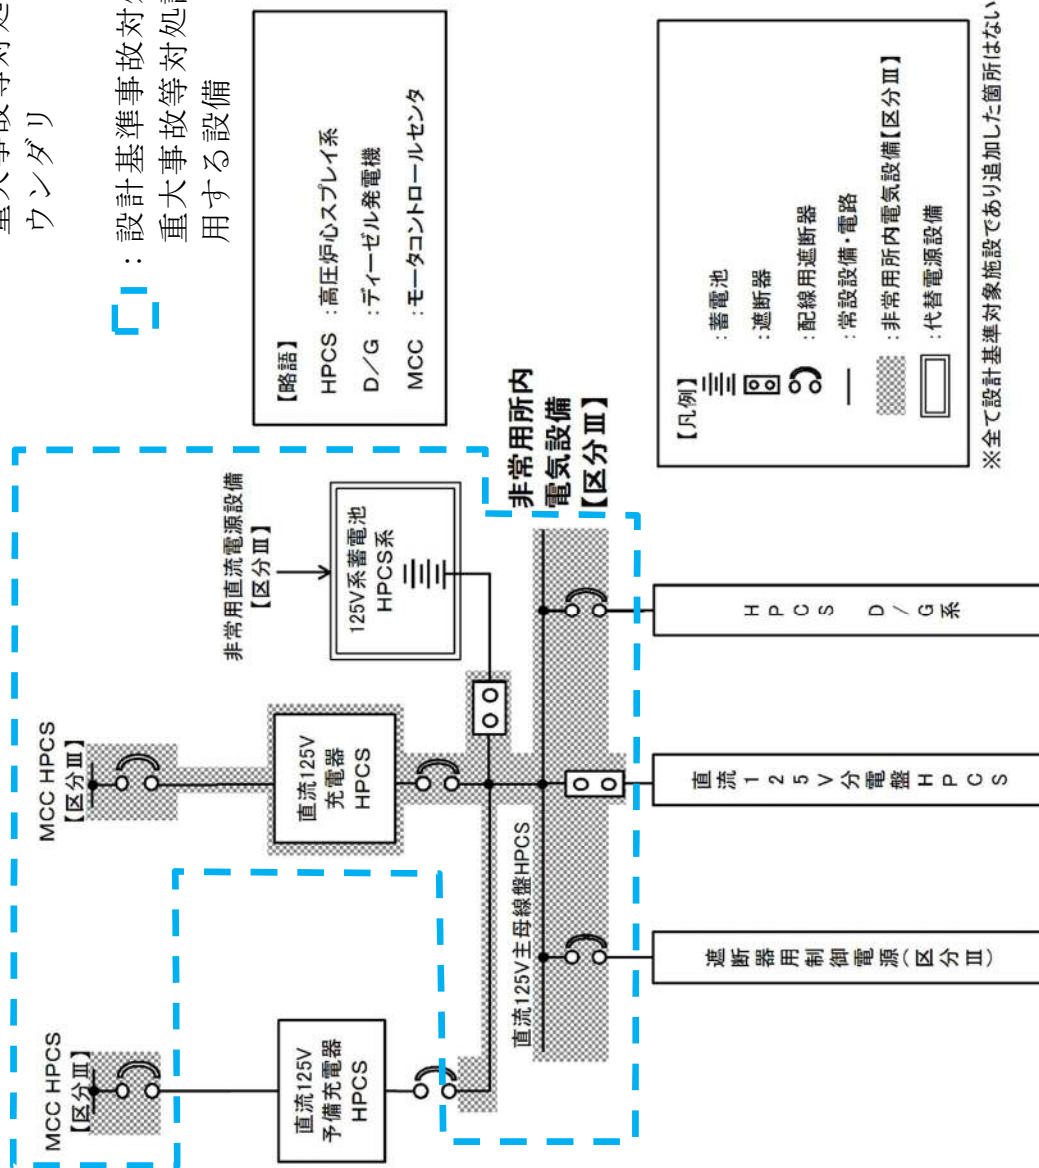 重大事故等対処
ウンダリ
：設計基準事故対
重大事故等対処
用する設備
【略語】
HPCS ：高圧炉心スプレイ系
D／G ：ディーゼル発電機
MCC ：モータコントロールセンタ
【凡例】
：蓄電池
：遮断器
：配線用遮断器
：常設設備・電路
：非常用所内電気設備【区分Ⅲ】
：代替電源設備
※全て設計基準対象施設であり追加した箇所はない
MCC HPCS
【区分Ⅲ】
MCC HPCS
【区分Ⅲ】
非常用直流電源設備
【区分Ⅲ】
125V系蓄電池
HPCS系
直流125V
充電器
HPCS
直流125V
予備充電器
HPCS
非常用所内
電気設備
【区分Ⅲ】
直流125V主母線盤HPCS
遮断器用制御電源（区分Ⅲ）
直流125V分電盤HPCS
HPCS D／G系